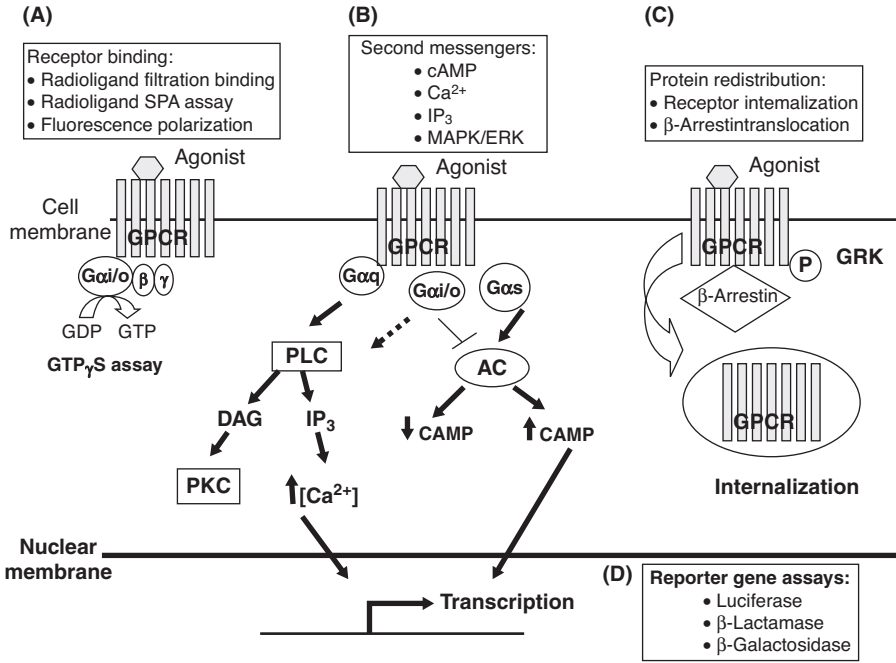 (A)
Receptor binding:
• Radioligand filtration binding
• Radioligand SPA assay
• Fluorescence polarization
Agonist
Cell
membrane
GPCR
Gαi/o
β
γ
GDP
GTP
GTPγS assay
(B)
Second messengers:
• cAMP
• Ca²⁺
• IP₃
• MAPK/ERK
Agonist
GPCR
Gαq
Gαi/o
Gαs
PLC
AC
DAG
IP₃
CAMP
CAMP
PKC
[Ca²⁺]
(C)
Protein redistribution:
• Receptor intemalization
• β-Arrestintranslocation
Agonist
GPCR
P
GRK
β-Arrestin
GPCR
Internalization
Nuclear
membrane
Transcription
(D)
Reporter gene assays:
• Luciferase
• β-Lactamase
• β-Galactosidase